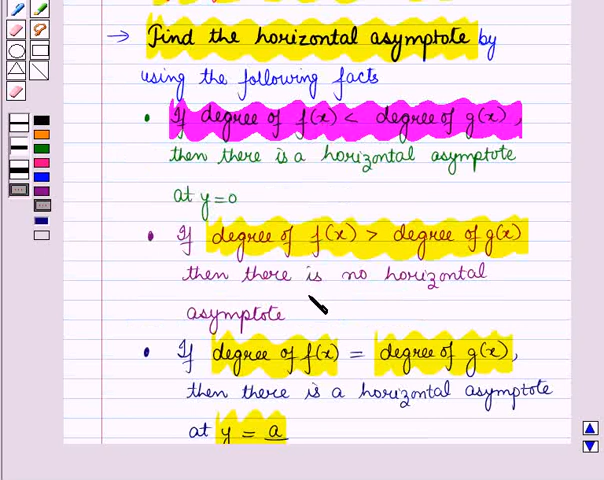 → Find the horizontal asymptote by
using the following facts
• If degree of f(x) < degree of g(x),
then there is a horizontal asymptote
at y=0
• If degree of f(x) > degree of g(x)
then there is no horizontal
asymptote
• If degree of f(x) = degree of g(x),
then there is a horizontal asymptote
at y = a